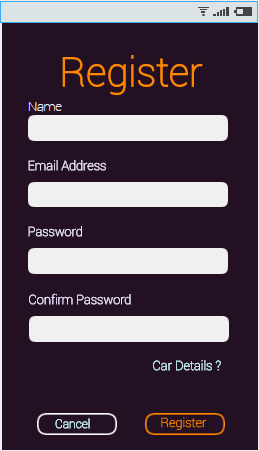 Register
Name
Email Address
Password
Confirm Password
Car Details ?
Cancel
Register